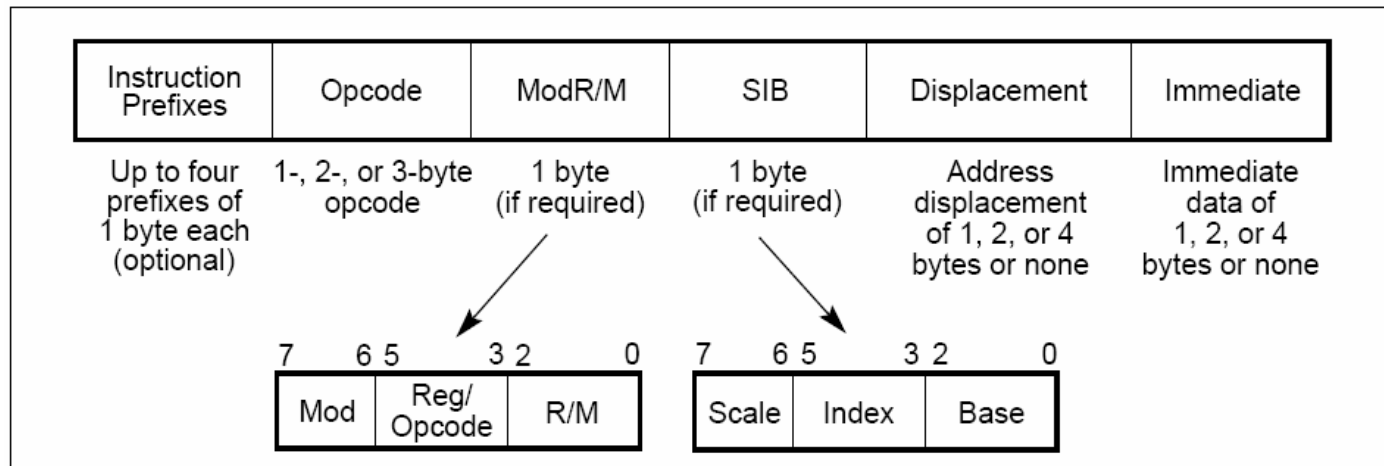 Instruction
Prefixes
Opcode
ModR/M
SIB
Displacement
Immediate
Up to four
prefixes of
1 byte each
(optional)
1-, 2-, or 3-byte
opcode
1 byte
(if required)
1 byte
(if required)
Address
displacement
of 1, 2, or 4
bytes or none
Immediate
data of
1, 2, or 4
bytes or none
7 6 5 3 2 0
Mod
Reg/
Opcode
R/M
7 6 5 3 2 0
Scale
Index
Base